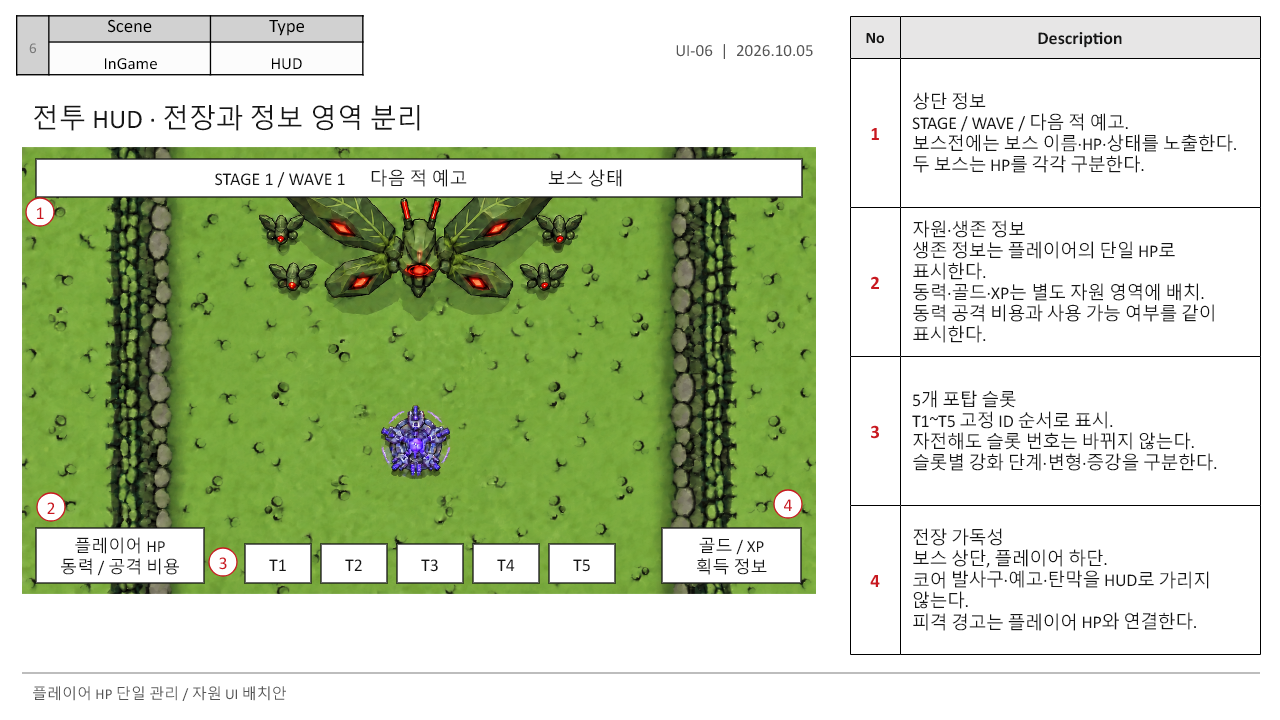 6
Scene
Type
InGame
HUD
UI-06 | 2026.10.05
전투 HUD · 전장과 정보 영역 분리
STAGE 1 / WAVE 1 다음 적 예고 보스 상태
1
2
플레이어 HP
동력 / 공격 비용
3
T1
T2
T3
T4
T5
4
골드 / XP
획득 정보
No
Description
1
상단 정보
STAGE / WAVE / 다음 적 예고.
보스전에는 보스 이름·HP·상태를 노출한다.
두 보스는 HP를 각각 구분한다.
2
자원·생존 정보
생존 정보는 플레이어의 단일 HP로
표시한다.
동력·골드·XP는 별도 자원 영역에 배치.
동력 공격 비용과 사용 가능 여부를 같이
표시한다.
3
5개 포탑 슬롯
T1~T5 고정 ID 순서로 표시.
자전해도 슬롯 번호는 바뀌지 않는다.
슬롯별 강화 단계·변형·증강을 구분한다.
4
전장 가독성
보스 상단, 플레이어 하단.
코어 발사구·예고·탄막을 HUD로 가리지
않는다.
피격 경고는 플레이어 HP와 연결한다.
플레이어 HP 단일 관리 / 자원 UI 배치안